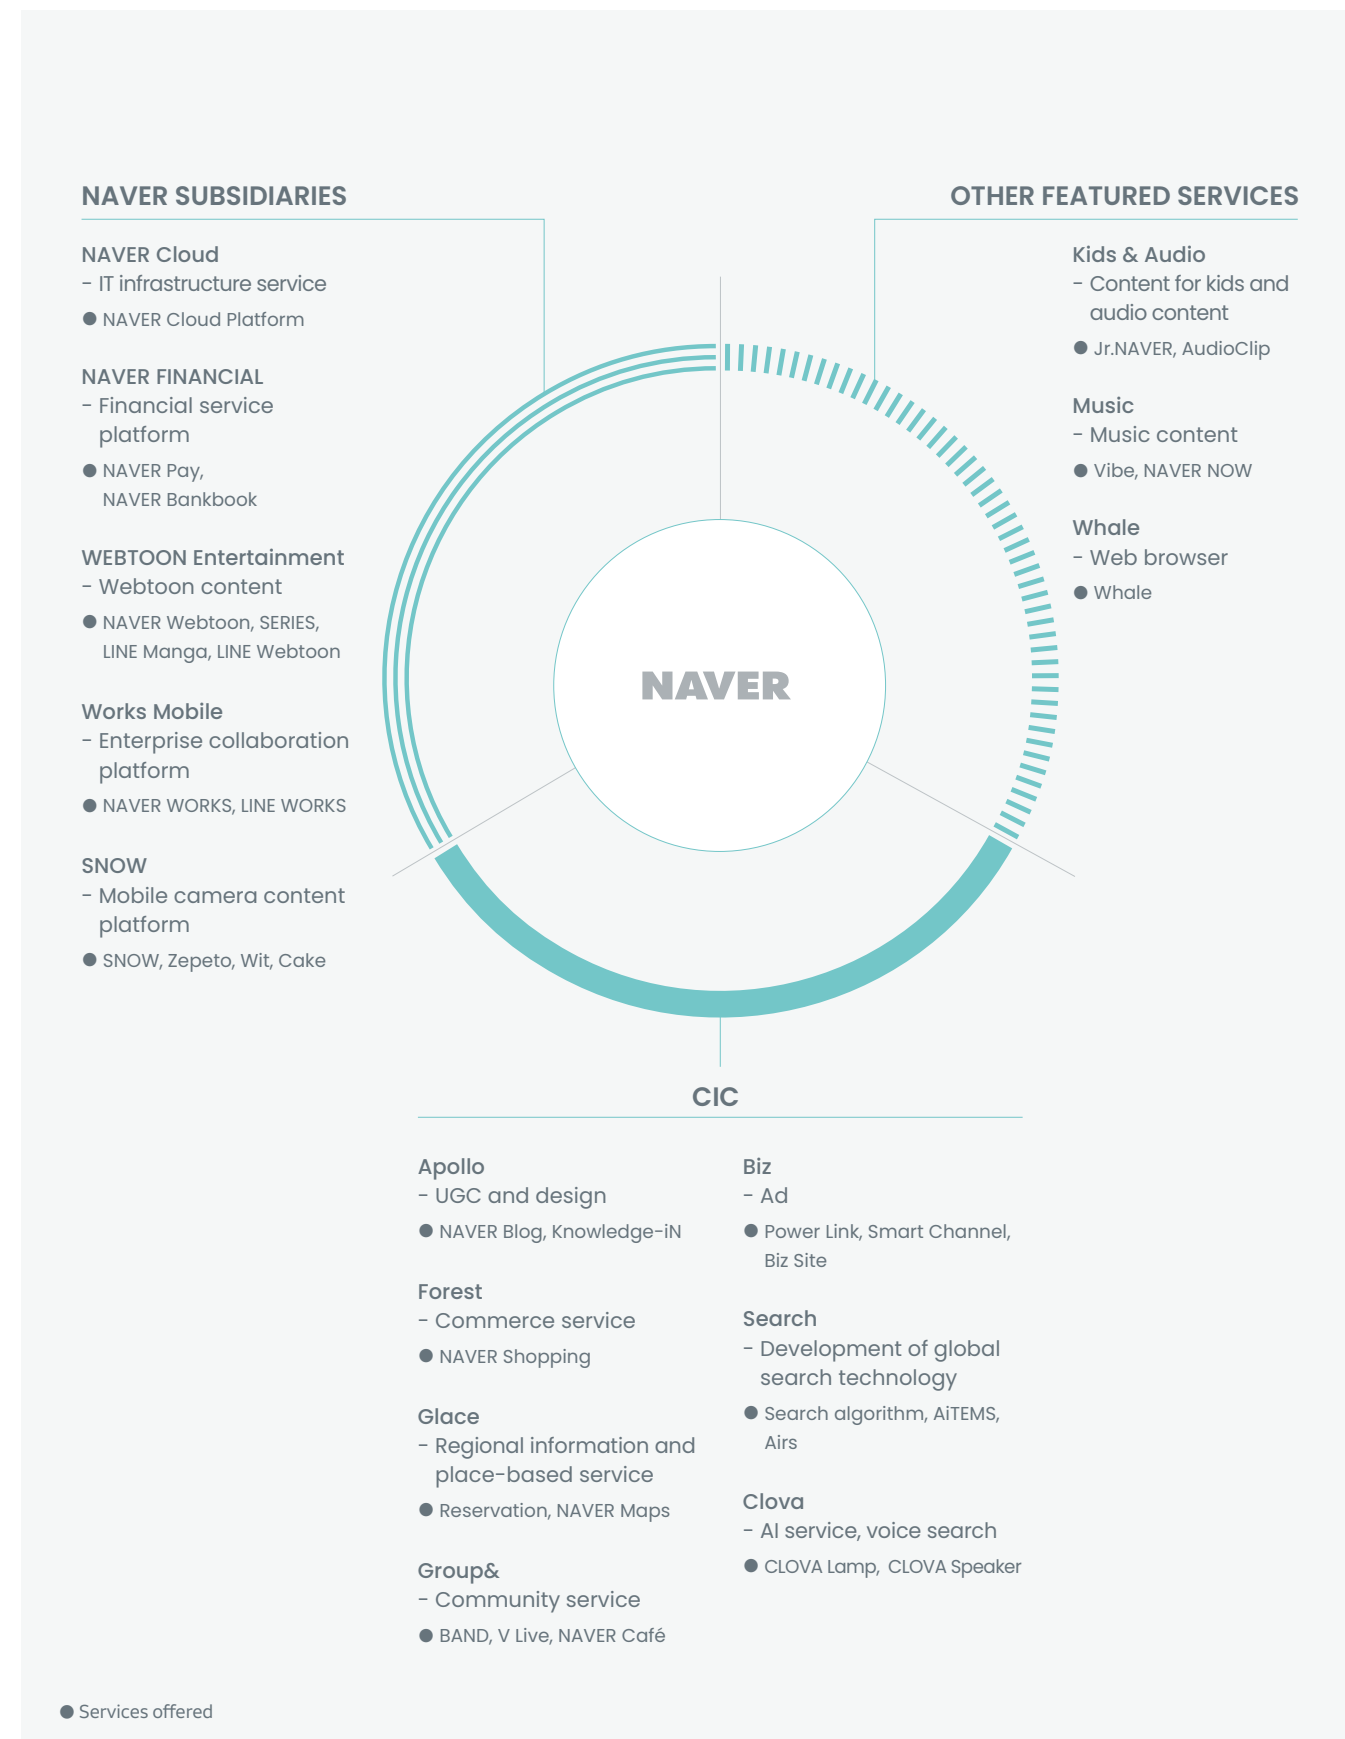 NAVER SUBSIDIARIES
NAVER Cloud
- IT infrastructure service
● NAVER Cloud Platform
NAVER FINANCIAL
- Financial service
platform
● NAVER Pay,
NAVER Bankbook
WEBTOON Entertainment
- Webtoon content
● NAVER Webtoon, SERIES,
LINE Manga, LINE Webtoon
Works Mobile
- Enterprise collaboration
platform
● NAVER WORKS, LINE WORKS
SNOW
- Mobile camera content
platform
● SNOW, Zepeto, Wit, Cake
OTHER FEATURED SERVICES
Kids & Audio
- Content for kids and
audio content
● Jr.NAVER, AudioClip
Music
- Music content
● Vibe, NAVER NOW
Whale
- Web browser
● Whale
NAVER
CIC
Apollo
- UGC and design
● NAVER Blog, Knowledge-iN
Forest
- Commerce service
● NAVER Shopping
Glace
- Regional information and
place-based service
● Reservation, NAVER Maps
Group&
- Community service
● BAND, V Live, NAVER Café
Biz
- Ad
● Power Link, Smart Channel,
Biz Site
Search
- Development of global
search technology
● Search algorithm, AiTEMS,
Airs
Clova
- AI service, voice search
● CLOVA Lamp, CLOVA Speaker
● Services offered